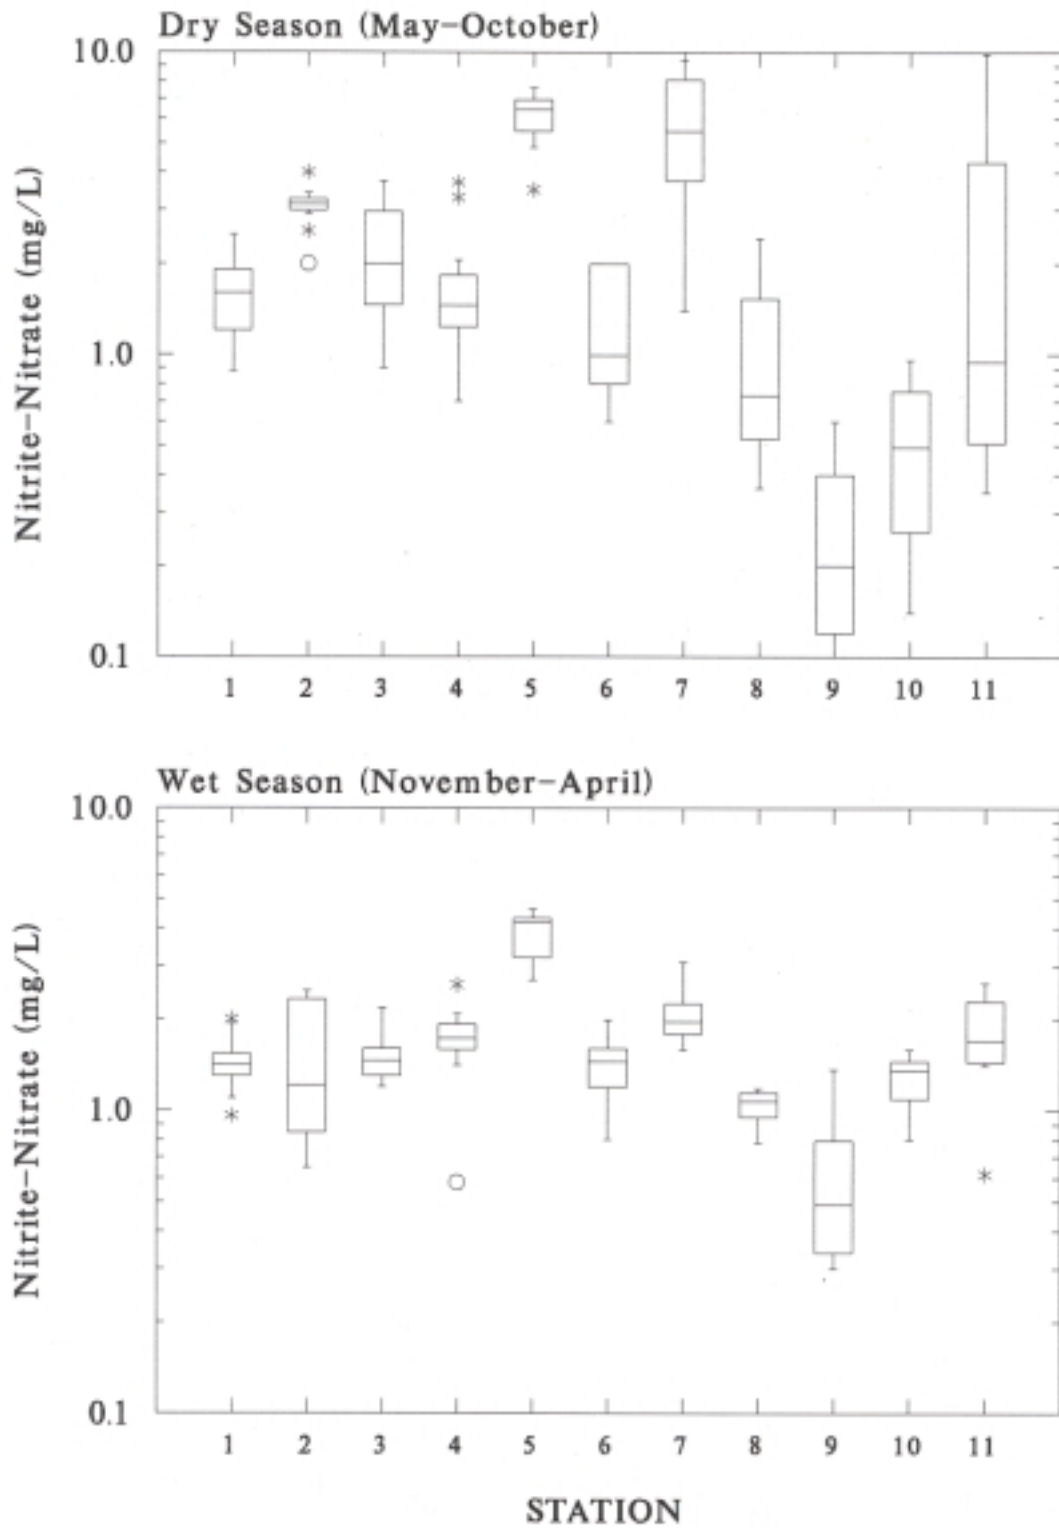 Dry Season (May-October)
10.0
1.0
0.1
Nitrite-Nitrate (mg/L)
1 2 3 4 5 6 7 8 9 10 11
Wet Season (November-April)
10.0
1.0
0.1
Nitrite-Nitrate (mg/L)
1 2 3 4 5 6 7 8 9 10 11
STATION